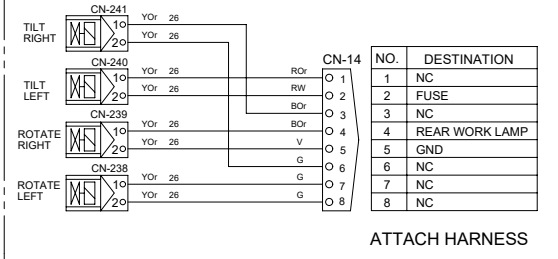 CN-241
TILT
RIGHT
1 YOr 26
2 YOr 26
CN-240
TILT
LEFT
YOr 26
YOr 26
CN-239
ROTATE
RIGHT
1 YOr 26
2 YOr 26
CN-238
ROTATE
LEFT
1 YOr 26
2 YOr 26
CN-14
ROr 1
RW 2
BOr 3
BOr 4
V 5
G 6
G 7
G 8
NO. DESTINATION
1 NC
2 FUSE
3 NC
4 REAR WORK LAMP
5 GND
6 NC
7 NC
8 NC
ATTACH HARNESS